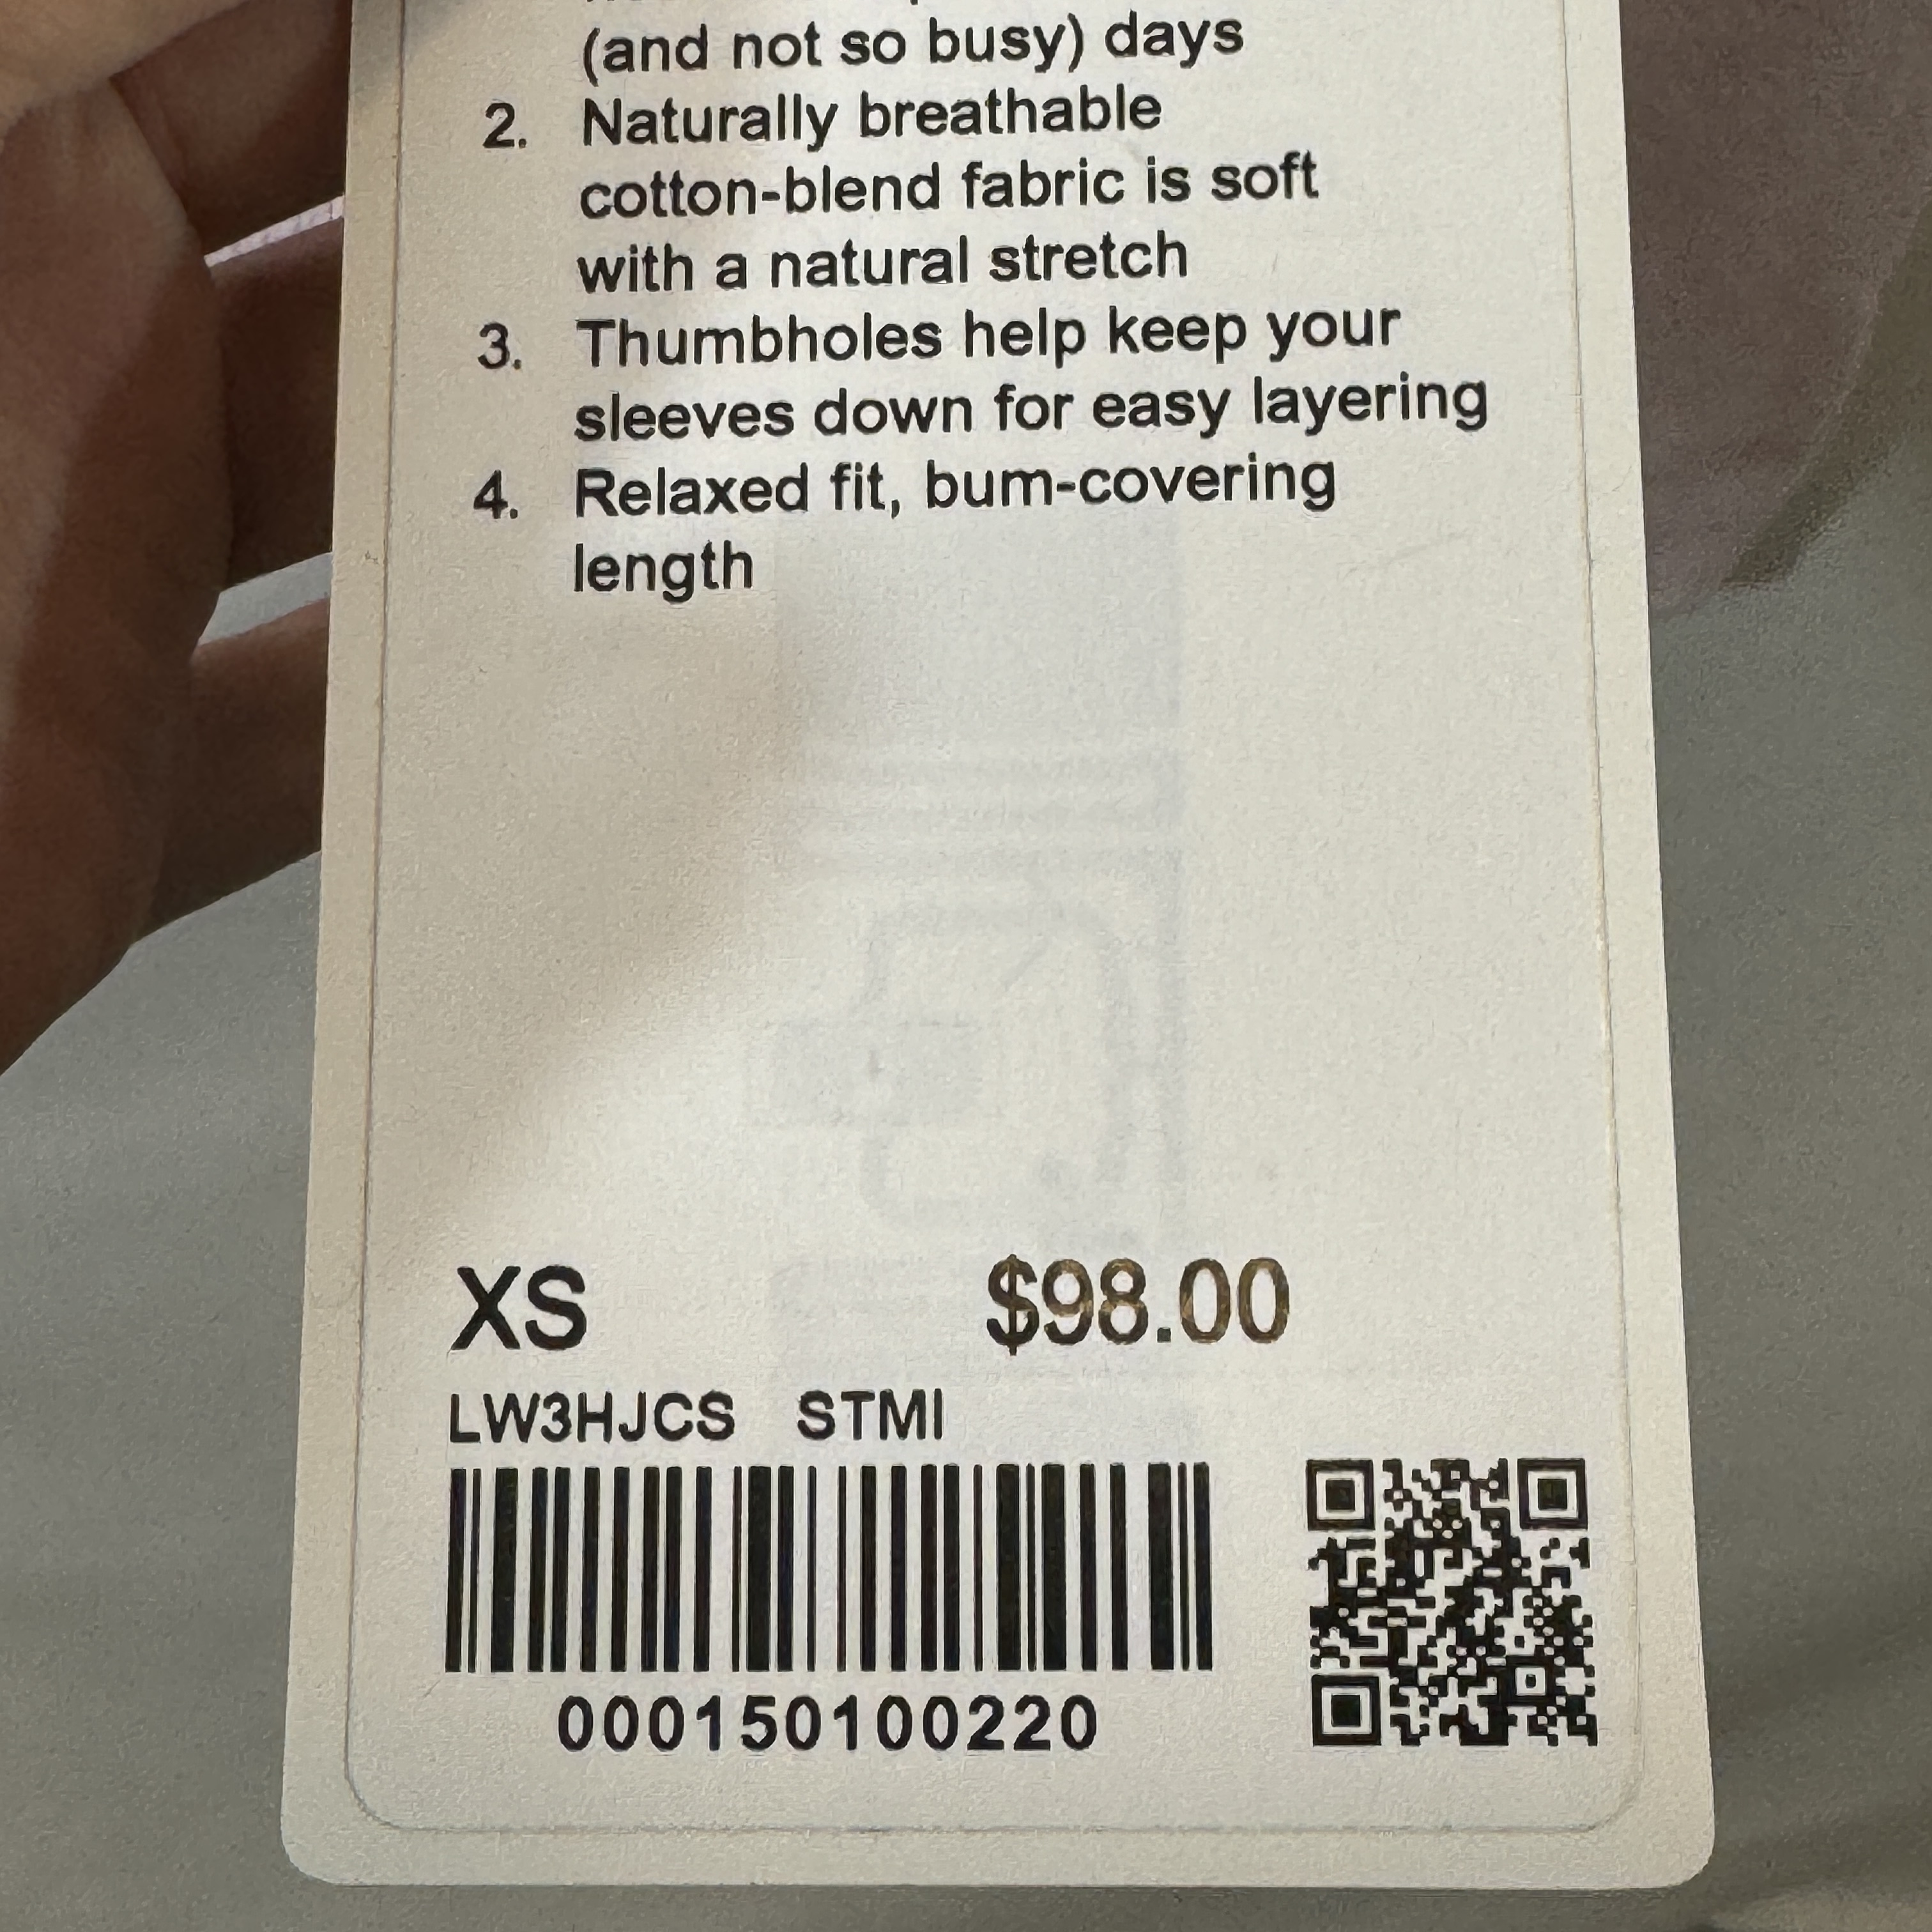 (and not so busy) days
2. Naturally breathable
cotton-blend fabric is soft
with a natural stretch
3. Thumbholes help keep your
sleeves down for easy layering
4. Relaxed fit, bum-covering
length
XS $98.00
LW3HJCS STMI
000150100220